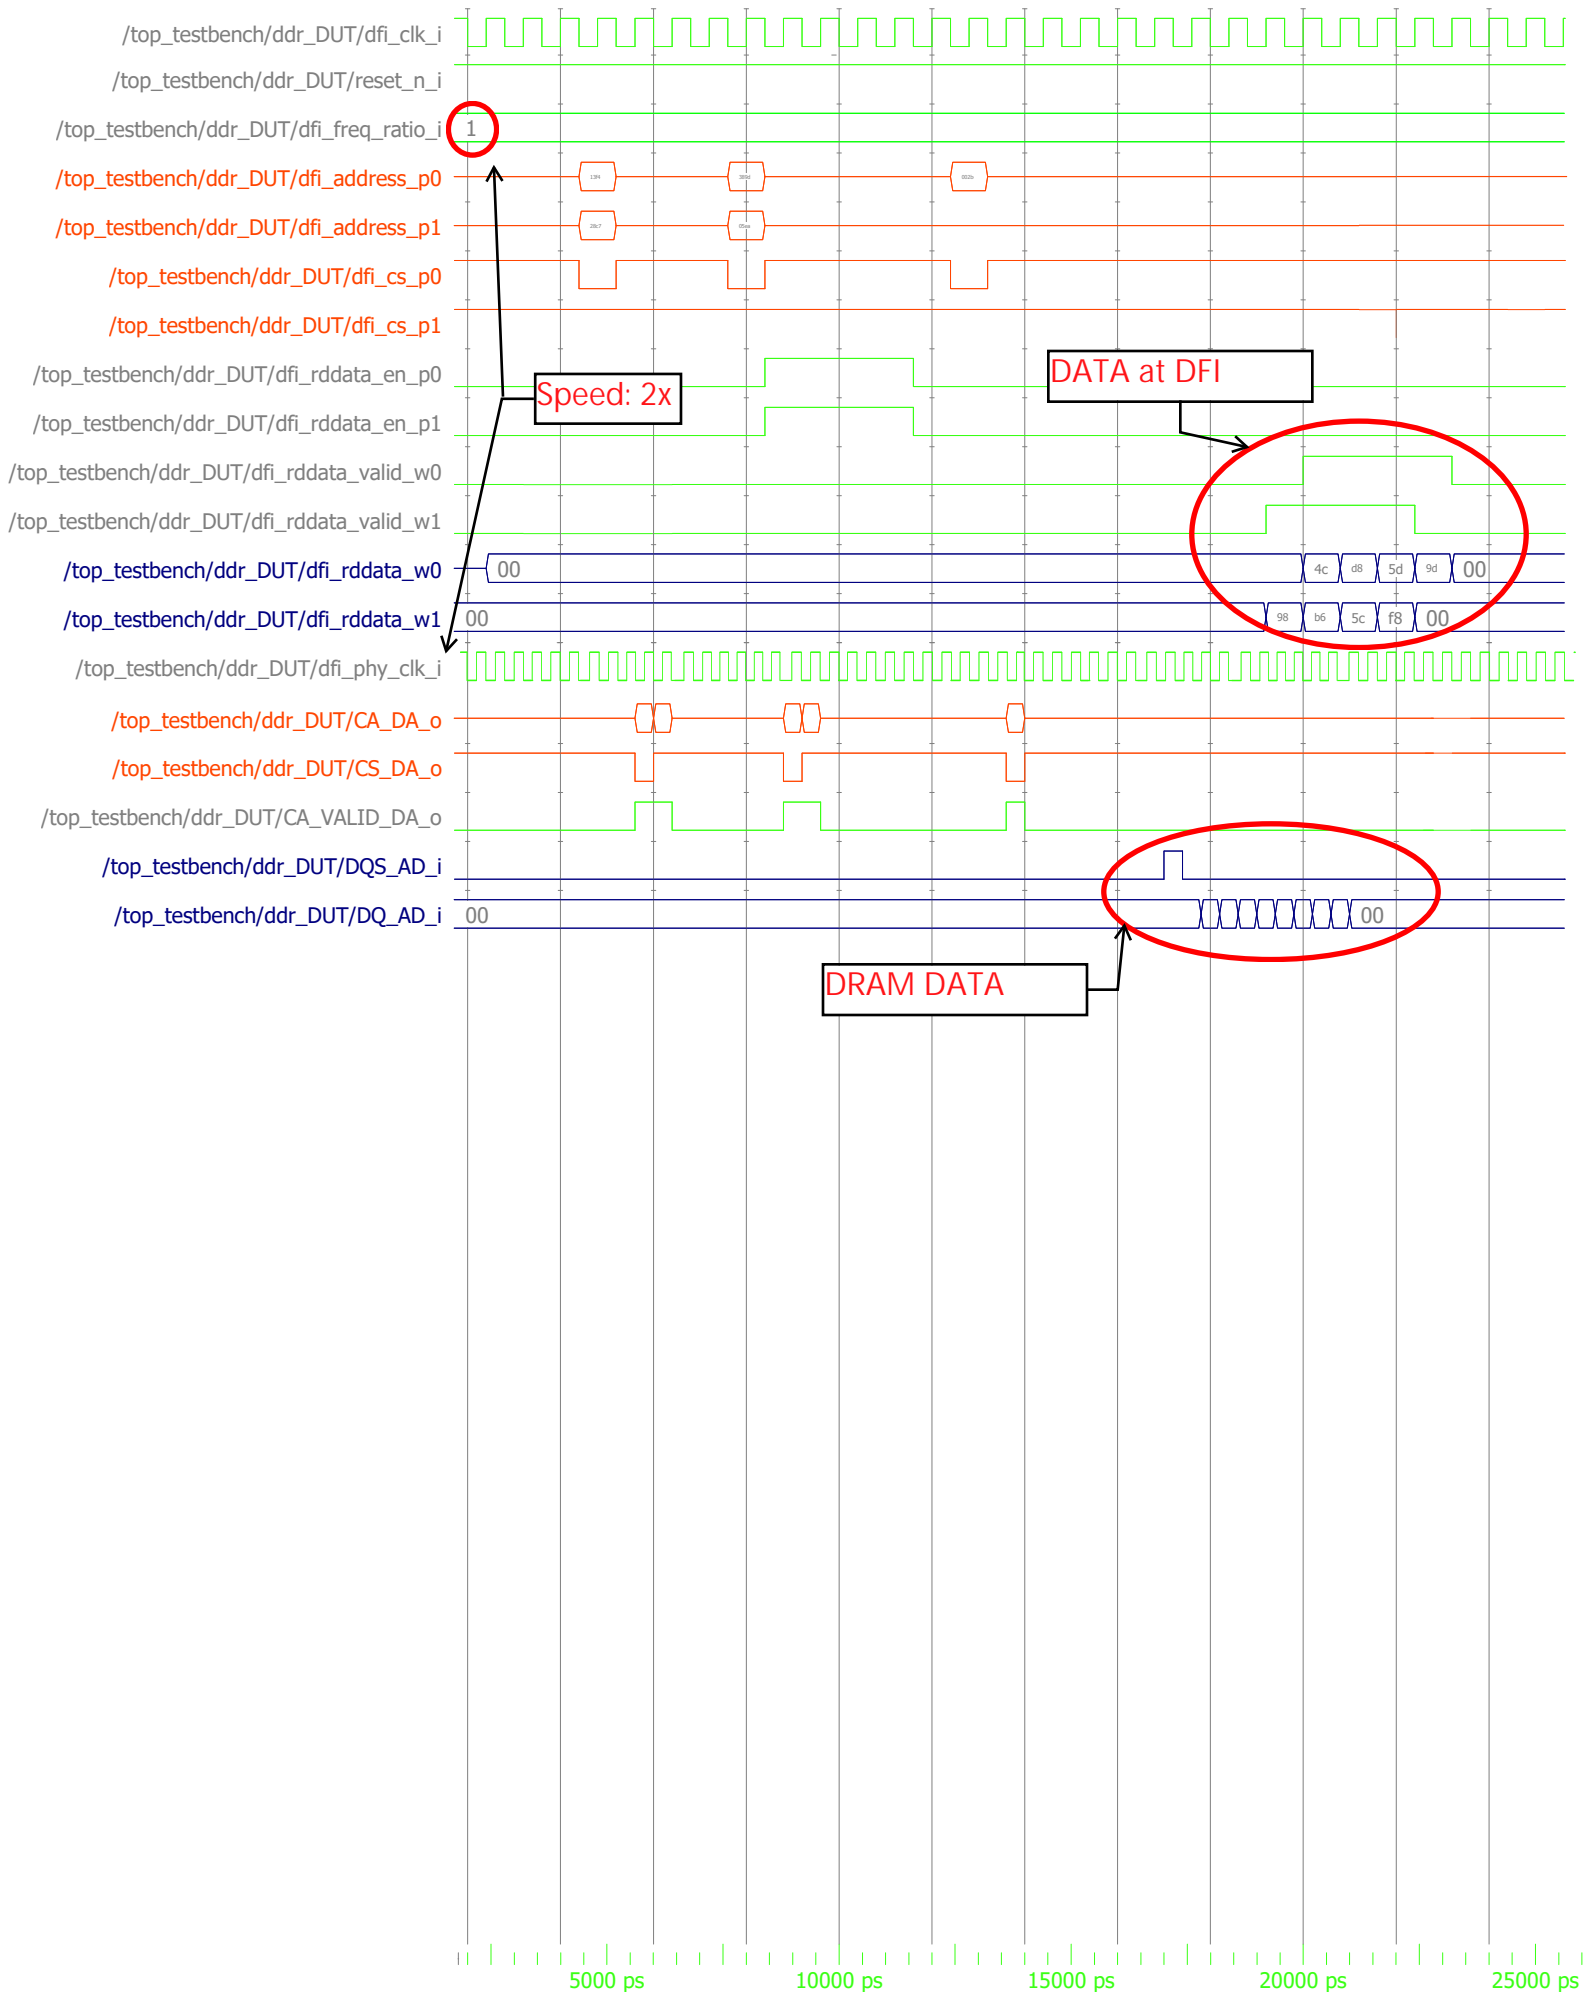 /top_testbench/ddr_DUT/dfi_clk_i
/top_testbench/ddr_DUT/reset_n_i
/top_testbench/ddr_DUT/dfi_freq_ratio_i 1
/top_testbench/ddr_DUT/dfi_address_p0
/top_testbench/ddr_DUT/dfi_address_p1
/top_testbench/ddr_DUT/dfi_cs_p0
/top_testbench/ddr_DUT/dfi_cs_p1
/top_testbench/ddr_DUT/dfi_rddata_en_p0
DATA at DFI
Speed: 2x
/top_testbench/ddr_DUT/dfi_rddata_en_p1
/top_testbench/ddr_DUT/dfi_rddata_valid_w0
/top_testbench/ddr_DUT/dfi_rddata_valid_w1
/top_testbench/ddr_DUT/dfi_rddata_w0 00 4c d8 5d 9d 00
/top_testbench/ddr_DUT/dfi_rddata_w1 00 98 b6 5c f8 00
/top_testbench/ddr_DUT/dfi_phy_clk_i
/top_testbench/ddr_DUT/CA_DA_o
/top_testbench/ddr_DUT/CS_DA_o
/top_testbench/ddr_DUT/CA_VALID_DA_o
/top_testbench/ddr_DUT/DQS_AD_i
/top_testbench/ddr_DUT/DQ_AD_i 00 00
DRAM DATA
5000 ps 10000 ps 15000 ps 20000 ps 25000 ps